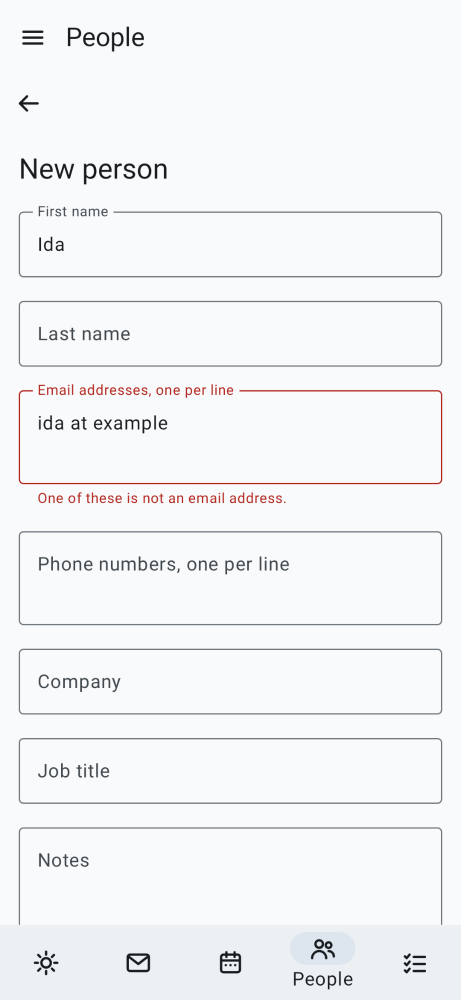 People
New person
First name
Ida
Last name
Email addresses, one per line
ida at example
One of these is not an email address.
Phone numbers, one per line
Company
Job title
Notes
People